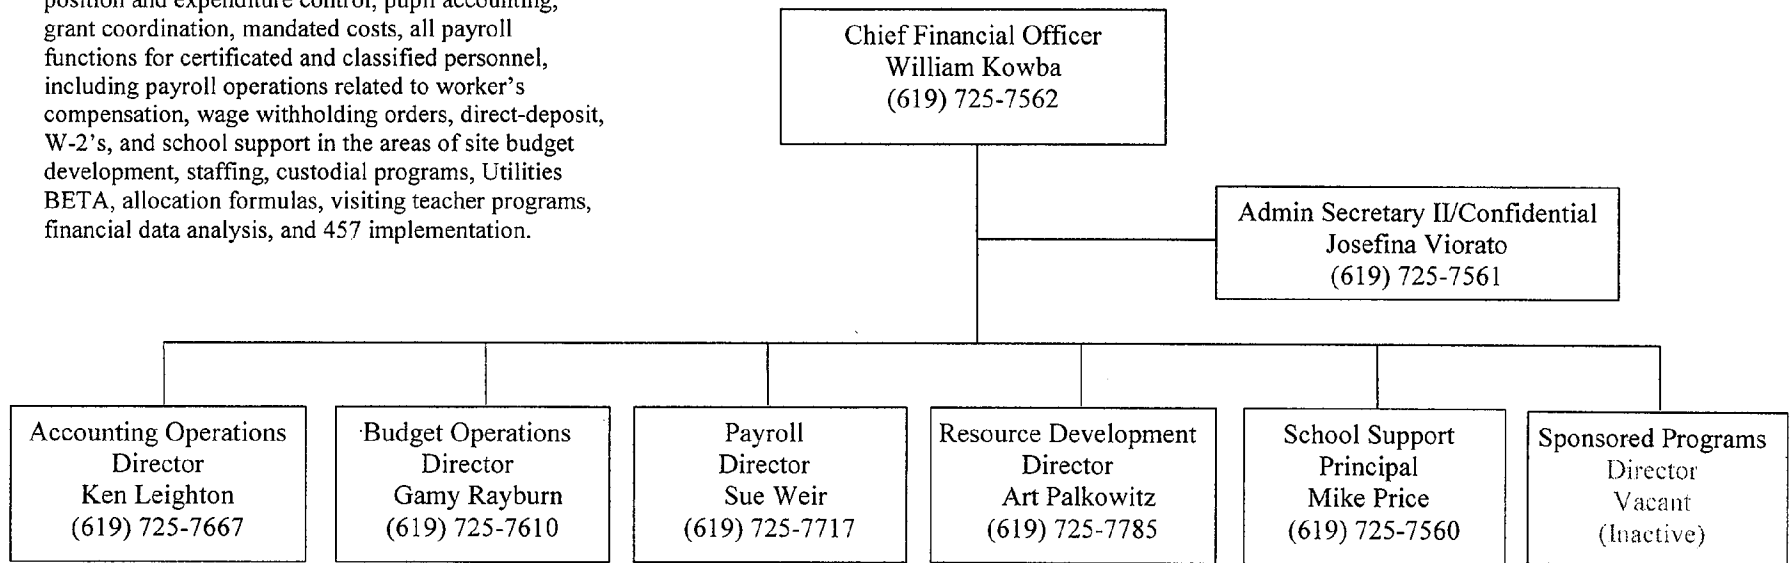 position and expenditure control, pupil accounting,
grant coordination, mandated costs, all payroll
functions for certificated and classified personnel,
including payroll operations related to worker's
compensation, wage withholding orders, direct-deposit,
W-2's, and school support in the areas of site budget
development, staffing, custodial programs, Utilities
BETA, allocation formulas, visiting teacher programs,
financial data analysis, and 457 implementation.
Chief Financial Officer
William Kowba
(619) 725-7562
Admin Secretary II/Confidential
Josefina Viorato
(619) 725-7561
Accounting Operations
Director
Ken Leighton
(619) 725-7667
Budget Operations
Director
Gamy Rayburn
(619) 725-7610
Payroll
Director
Sue Weir
(619) 725-7717
Resource Development
Director
Art Palkowitz
(619) 725-7785
School Support
Principal
Mike Price
(619) 725-7560
Sponsored Programs
Director
Vacant
(Inactive)